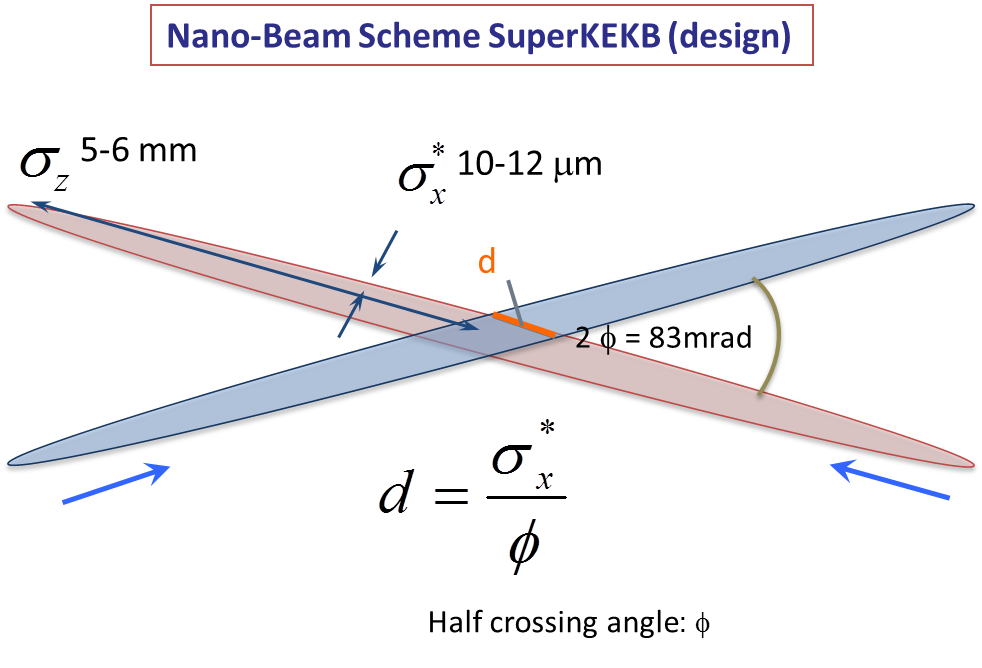 Nano-Beam Scheme SuperKEKB (design)
σz 5-6 mm
σx* 10-12 μm
d
2 ϕ = 83mrad
d = σx* / ϕ
Half crossing angle: ϕ